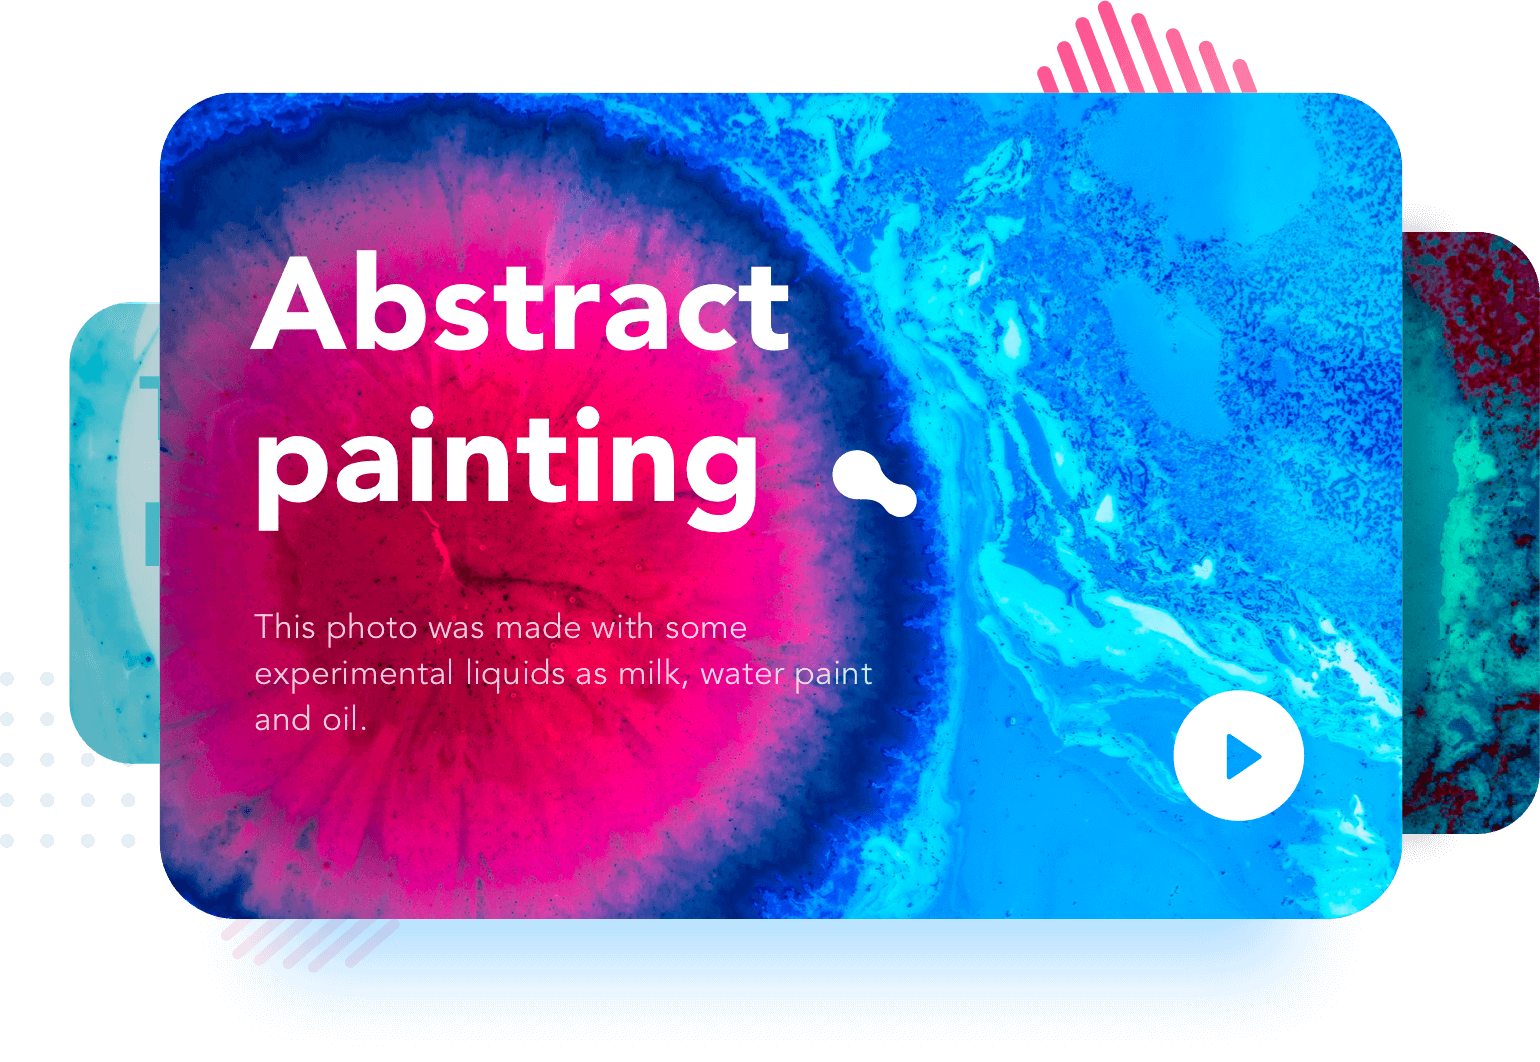 Abstract
painting
This photo was made with some
experimental liquids as milk, water paint
and oil.